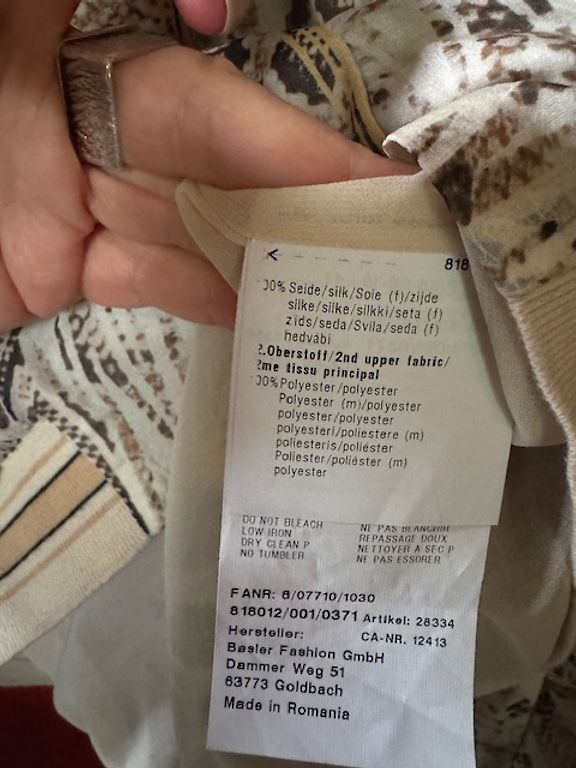 818
00% Seide/silk/Soie (f)/zijde
silke/silke/silkki/seta (f)
zīds/seda/Svila/seda (f)
hedvábí
2.Oberstoff/2nd upper fabric/
2me tissu principal
00% Polyester/polyester
Polyester (m)/polyester
polyester/polyester
polyesteri/poliestere (m)
poliesteris/poliéster
Poliester/poliéster (m)
polyester
DO NOT BLEACH NE PAS BLANCHIR
LOW IRON REPASSAGE DOUX
DRY CLEAN P NETTOYER A SEC P
NO TUMBLER NE PAS ESSORER
FANR: 8/07710/1030
818012/001/0371 Artikel: 28334
Hersteller: CA-NR. 12413
Basler Fashion GmbH
Dammer Weg 51
63773 Goldbach
Made in Romania